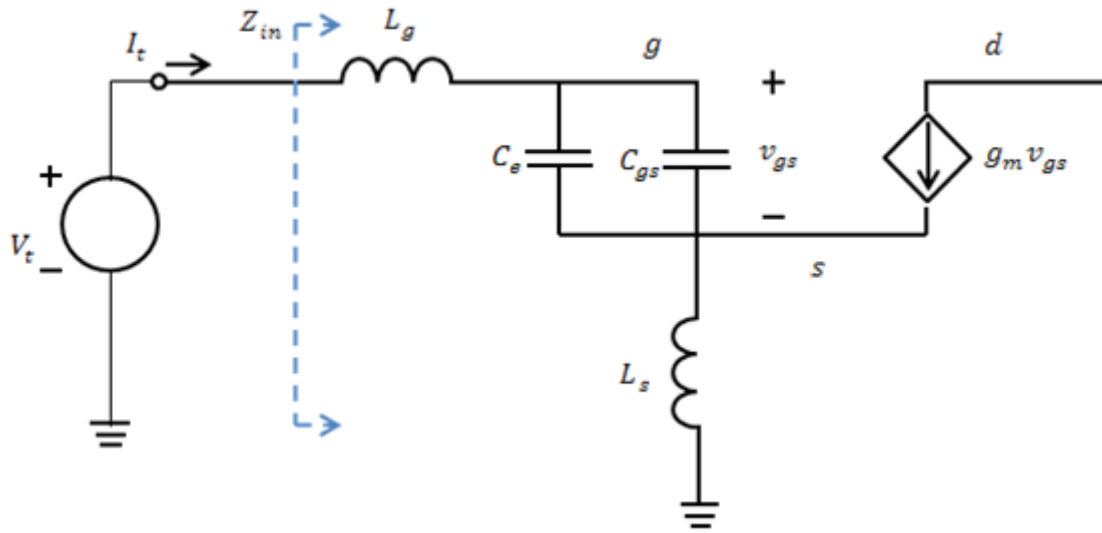 Z_in
L_g
I_t
g
d
+
C_e
C_gs
v_gs
g_m v_gs
+
−
V_t
−
s
L_s